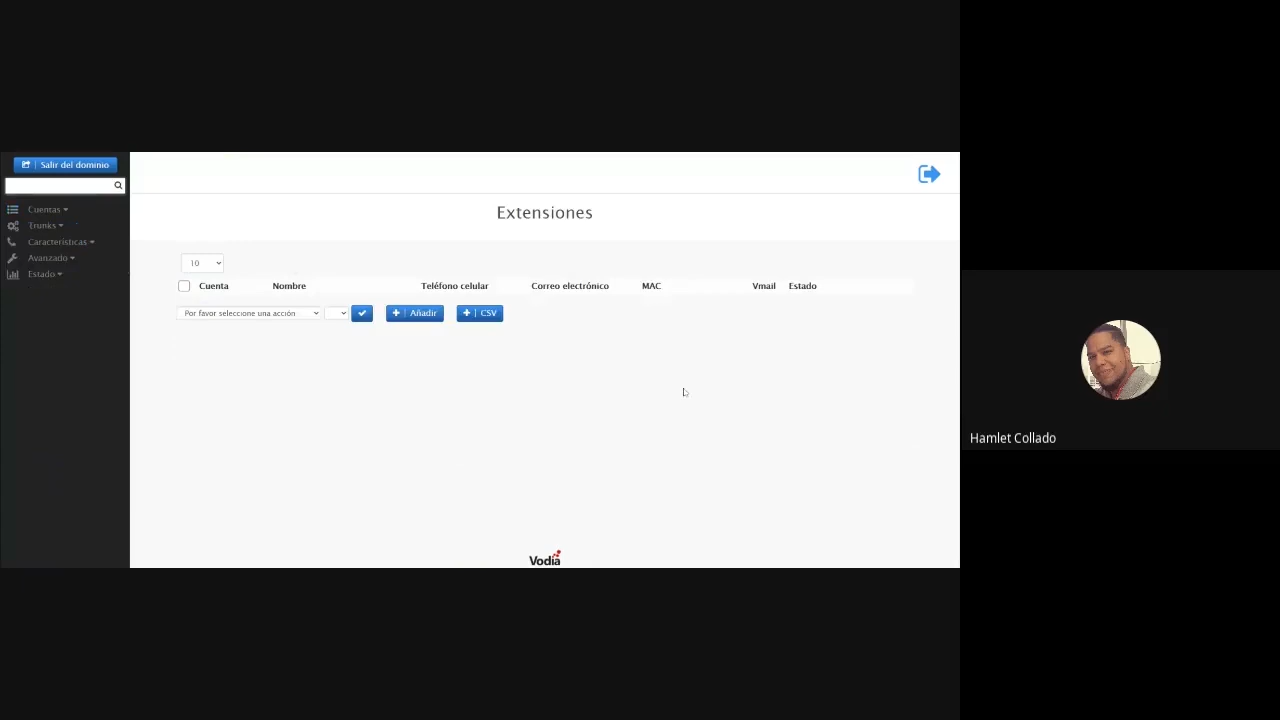 Salir del dominio
Cuentas
Trunks
Características
Avanzado
Estado
Extensiones
10
Cuenta Nombre Teléfono celular Correo electrónico MAC Vmail Estado
Por favor seleccione una acción Añadir CSV
Hamlet Collado
Vodia